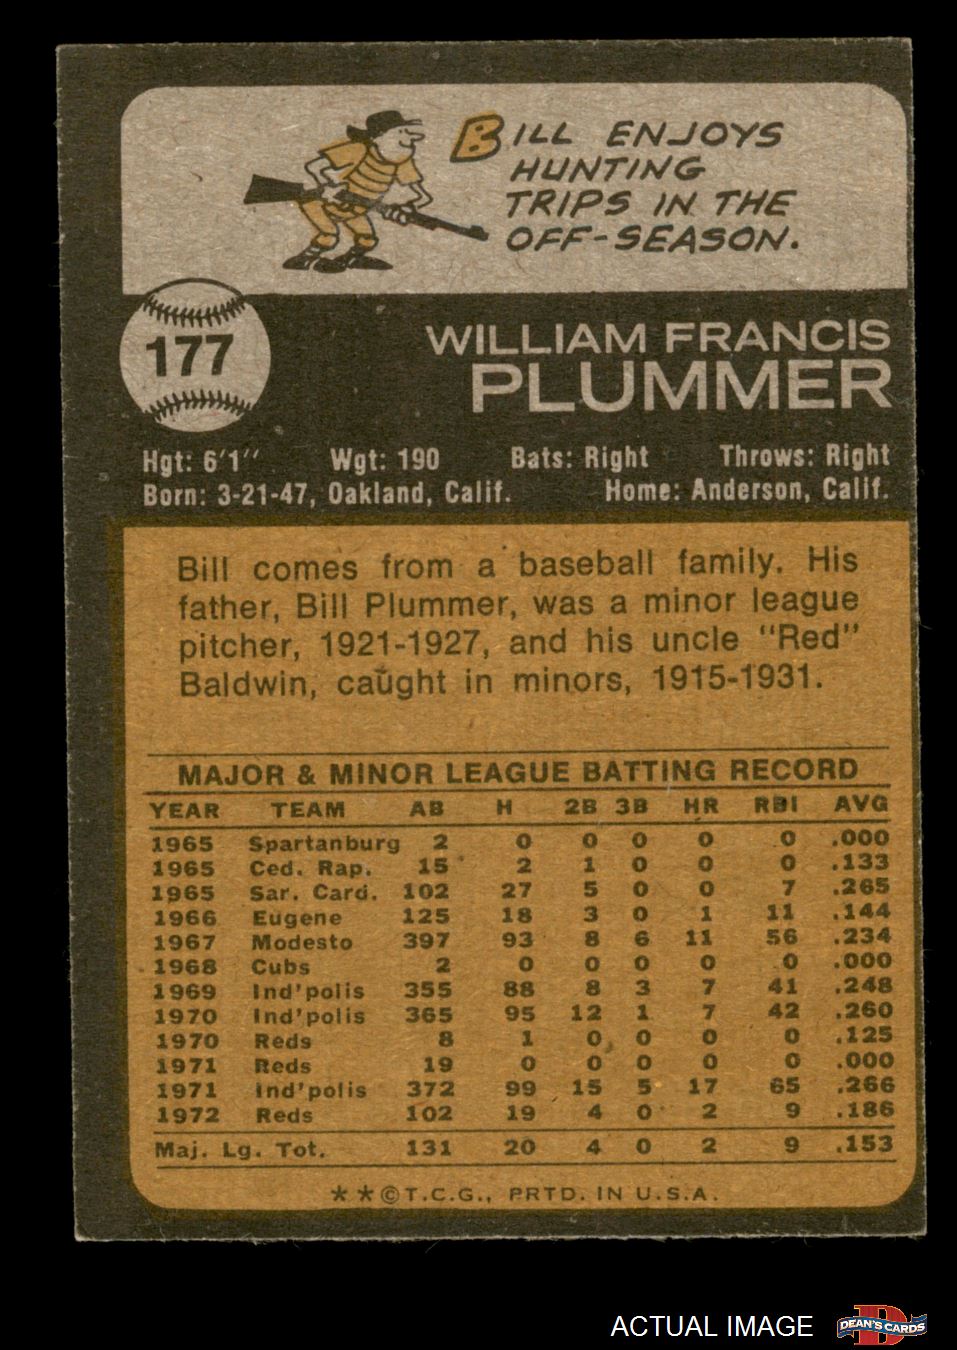 BILL ENJOYS
HUNTING
TRIPS IN THE
OFF-SEASON.
177
WILLIAM FRANCIS
PLUMMER
Hgt: 6'1" Wgt: 190 Bats: Right Throws: Right
Born: 3-21-47, Oakland, Calif. Home: Anderson, Calif.
Bill comes from a baseball family. His
father, Bill Plummer, was a minor league
pitcher, 1921-1927, and his uncle "Red"
Baldwin, caught in minors, 1915-1931.
MAJOR & MINOR LEAGUE BATTING RECORD
YEAR TEAM AB H 2B 3B HR RBI AVG
1965 Spartanburg 2 0 0 0 0 0 .000
1965 Ced. Rap. 15 2 1 0 0 0 .133
1965 Sar. Card. 102 27 5 0 0 7 .265
1966 Eugene 125 18 3 0 1 11 .144
1967 Modesto 397 93 8 6 11 56 .234
1968 Cubs 2 0 0 0 0 0 .000
1969 Ind'polis 355 88 8 3 7 41 .248
1970 Ind'polis 365 95 12 1 7 42 .260
1970 Reds 8 1 0 0 0 0 .125
1971 Reds 19 0 0 0 0 0 .000
1971 Ind'polis 372 99 15 5 17 65 .266
1972 Reds 102 19 4 0 2 9 .186
Maj. Lg. Tot. 131 20 4 0 2 9 .153
**©T.C.G., PRTD. IN U.S.A.
ACTUAL IMAGE
D
DEAN'S CARDS